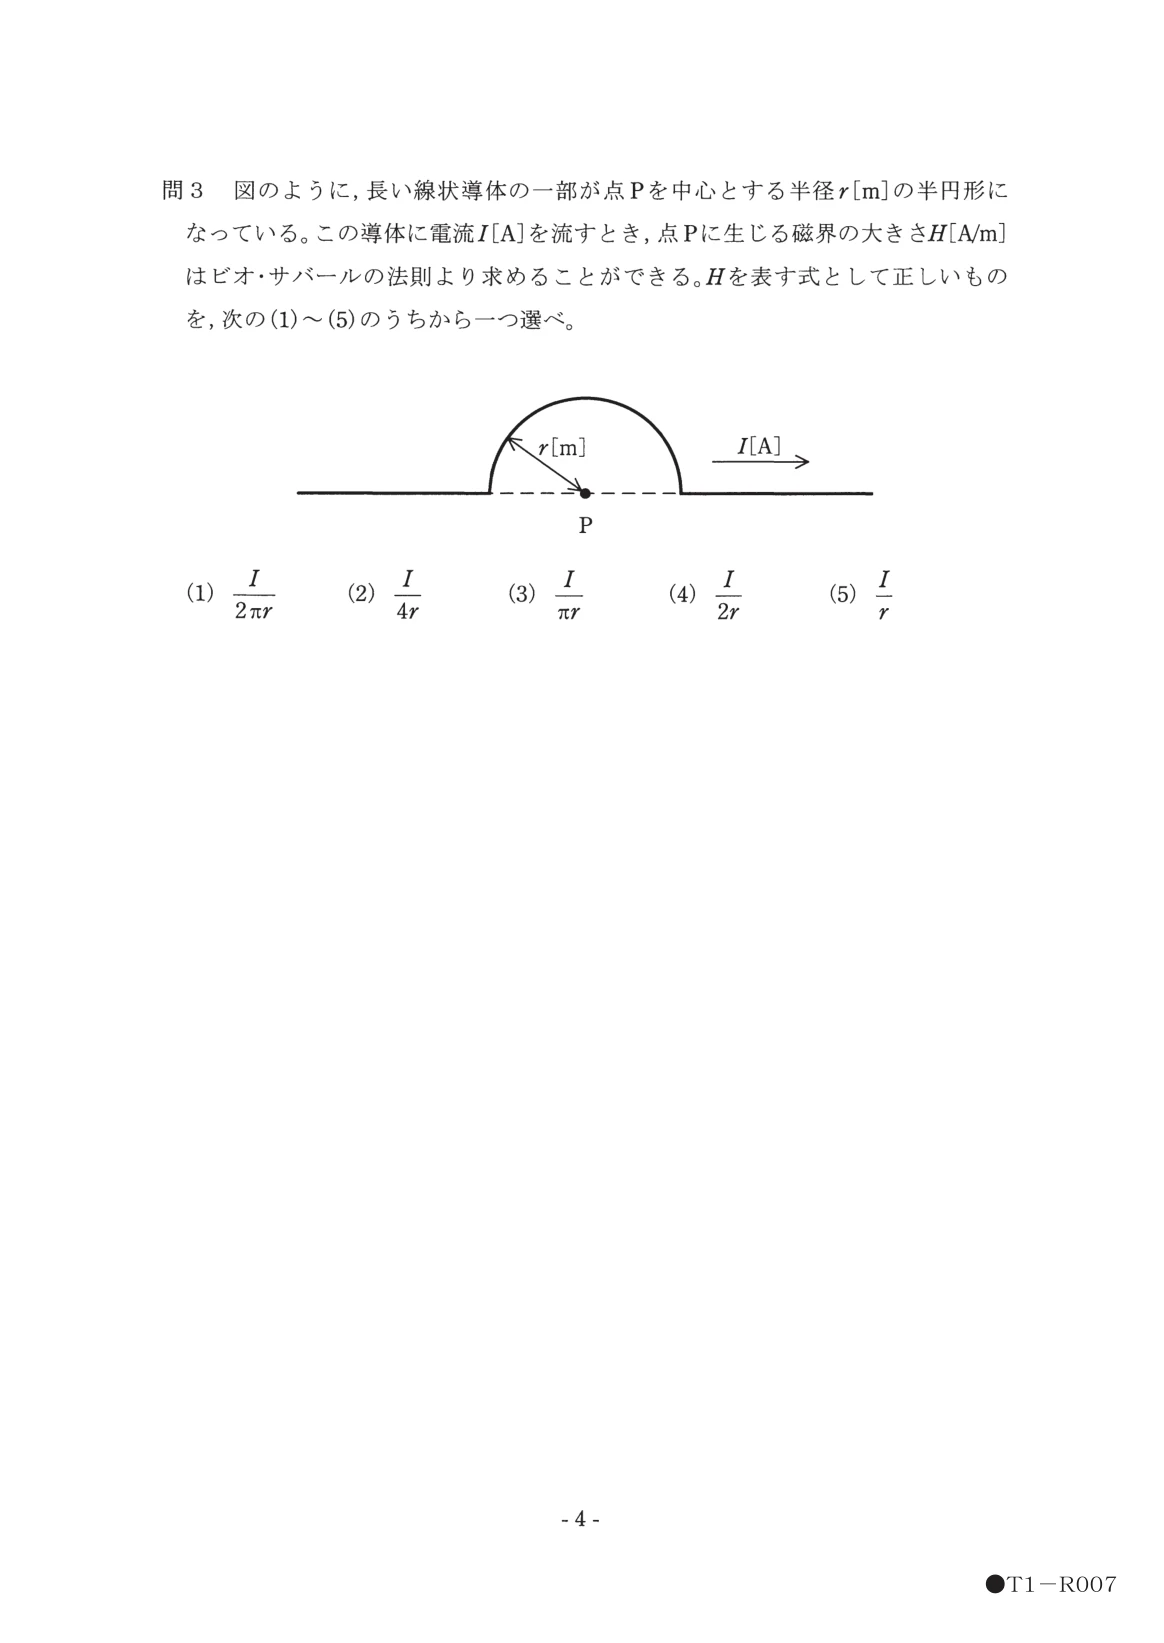 問３　図のように，長い線状導体の一部が点Pを中心とする半径r[m]の半円形に
なっている。この導体に電流I[A]を流すとき，点Pに生じる磁界の大きさH[A/m]
はビオ・サバールの法則より求めることができる。Hを表す式として正しいもの
を，次の(1)～(5)のうちから一つ選べ。
r[m]
I[A]
P
(1) I/2πr (2) I/4r (3) I/πr (4) I/2r (5) I/r
- 4 -
●T1－R007